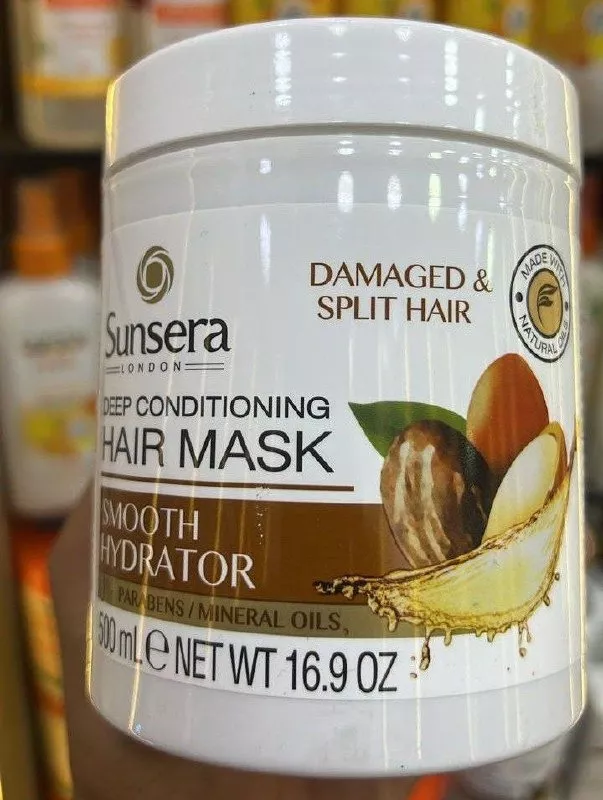 DAMAGED &
SPLIT HAIR
MADE WITH
NATURAL OILS
Sunsera
LONDON
DEEP CONDITIONING
HAIR MASK
SMOOTH
HYDRATOR
PARABENS / MINERAL OILS,
500 mL e NET WT 16.9 OZ